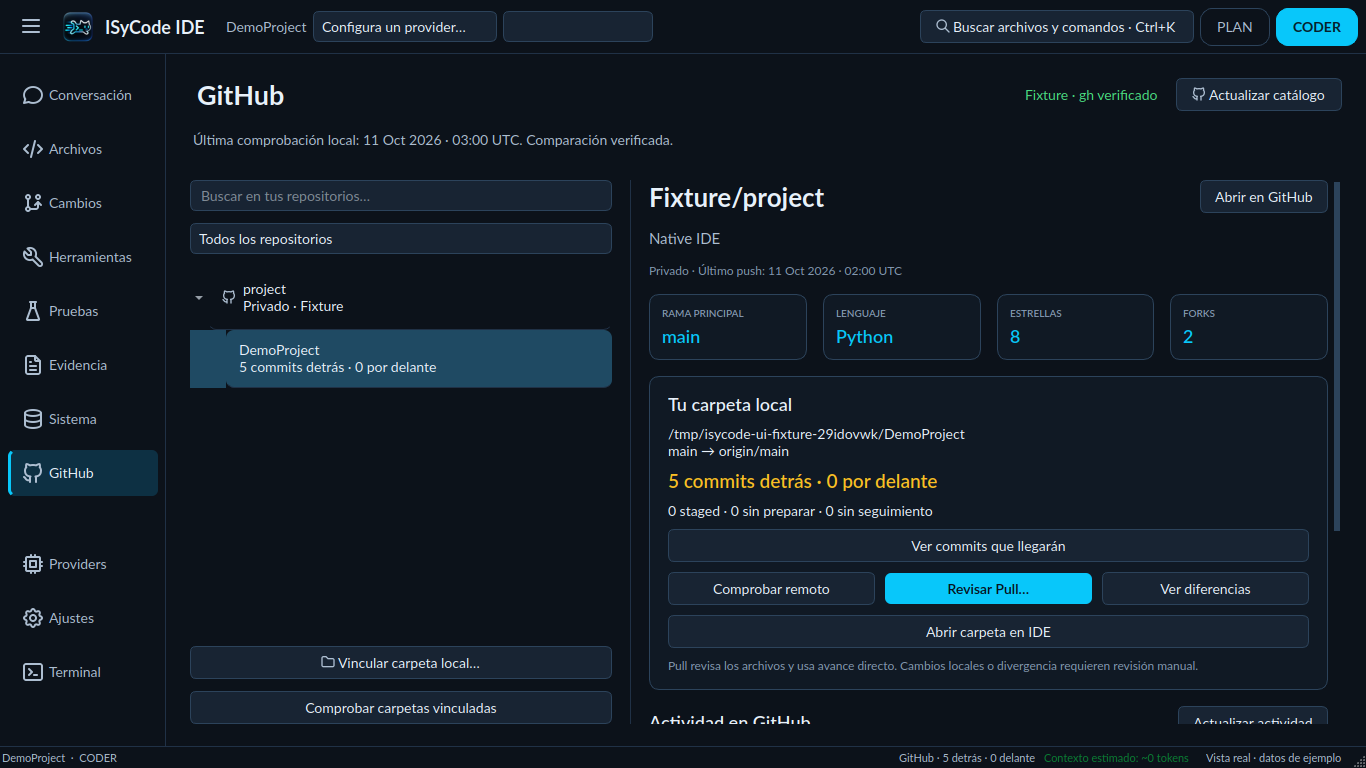 ISyCode IDE
DemoProject
Configura un provider...
Buscar archivos y comandos · Ctrl+K
PLAN
CODER
Conversación
Archivos
Cambios
Herramientas
Pruebas
Evidencia
Sistema
GitHub
Providers
Ajustes
Terminal
GitHub
Fixture · gh verificado
Actualizar catálogo
Última comprobación local: 11 Oct 2026 · 03:00 UTC. Comparación verificada.
Buscar en tus repositorios...
Todos los repositorios
project
Privado · Fixture
DemoProject
5 commits detrás · 0 por delante
Vincular carpeta local...
Comprobar carpetas vinculadas
Fixture/project
Abrir en GitHub
Native IDE
Privado · Último push: 11 Oct 2026 · 02:00 UTC
RAMA PRINCIPAL
main
LENGUAJE
Python
ESTRELLAS
8
FORKS
2
Tu carpeta local
/tmp/isycode-ui-fixture-29idovwk/DemoProject
main → origin/main
5 commits detrás · 0 por delante
0 staged · 0 sin preparar · 0 sin seguimiento
Ver commits que llegarán
Comprobar remoto
Revisar Pull...
Ver diferencias
Abrir carpeta en IDE
Pull revisa los archivos y usa avance directo. Cambios locales o divergencia requieren revisión manual.
Actividad en GitHub
Actualizar actividad
DemoProject · CODER
GitHub · 5 detrás · 0 delante
Contexto estimado: ~0 tokens
Vista real · datos de ejemplo